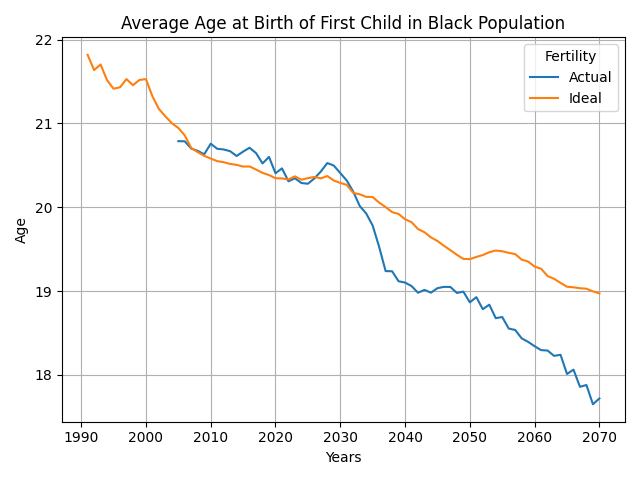 Average Age at Birth of First Child in Black Population
Fertility
Actual
Ideal
Age
22
21
20
19
18
1990 2000 2010 2020 2030 2040 2050 2060 2070
Years